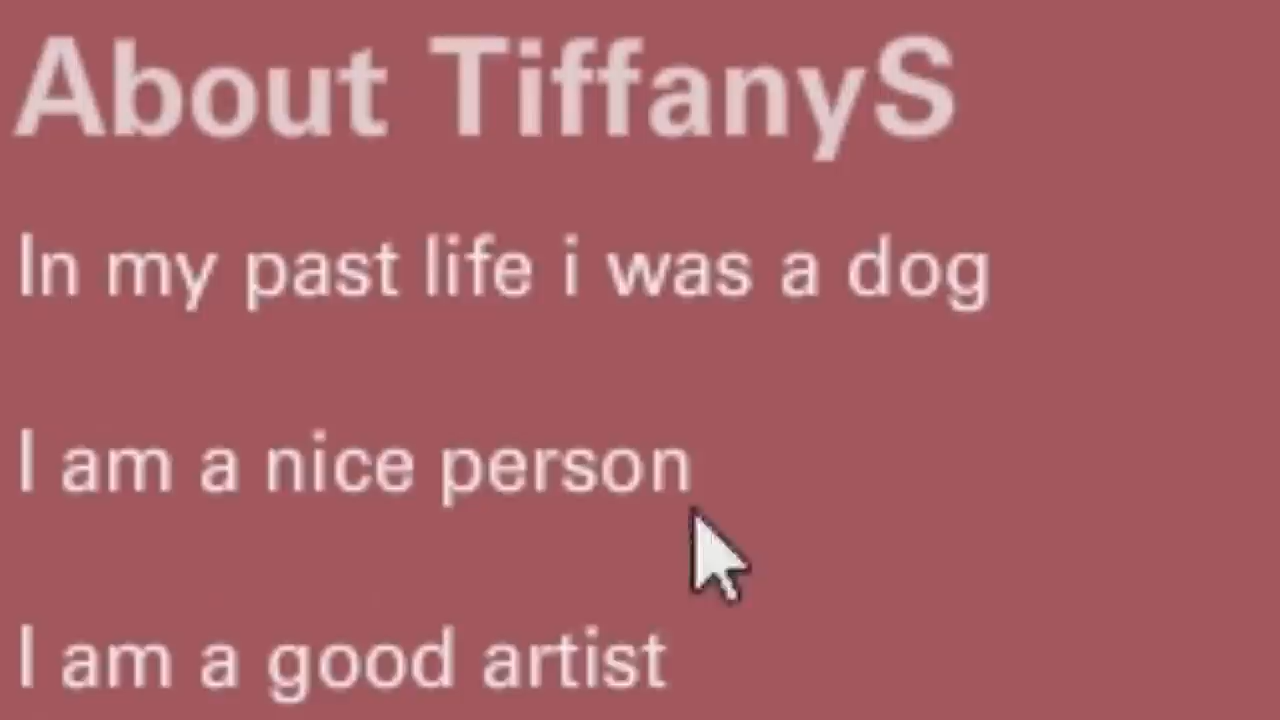 About TiffanyS
In my past life i was a dog
I am a nice person
I am a good artist